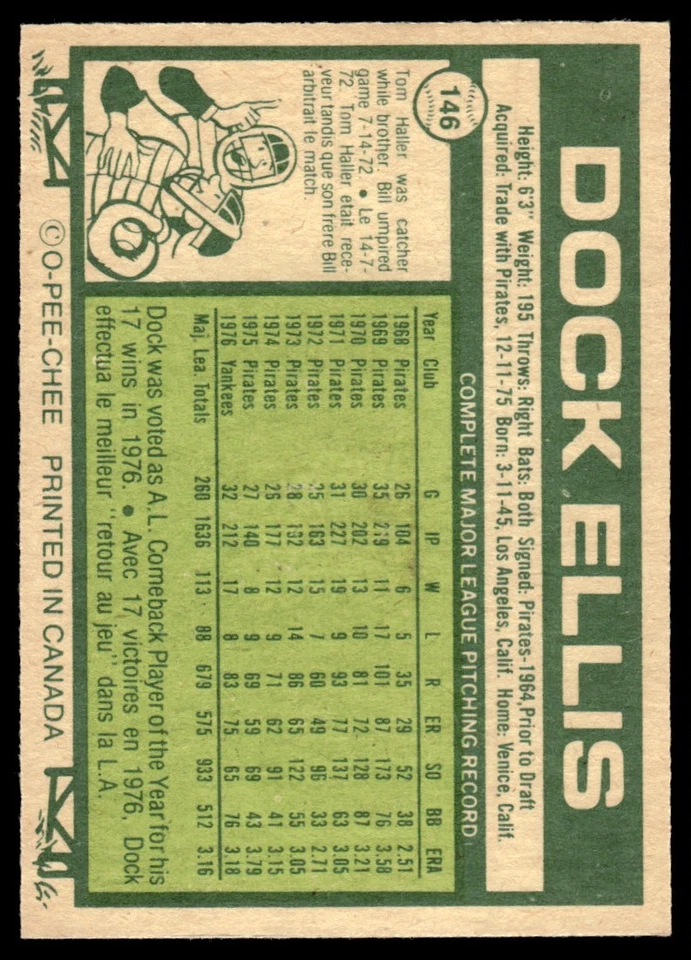 146
DOCK ELLIS
Height: 6'3" Weight: 195 Throws: Right Bats: Both Signed: Pirates-1964, Prior to Draft
Acquired: Trade with Pirates, 12-11-75 Born: 3-11-45, Los Angeles, Calif. Home: Venice, Calif.
Tom Haller was catcher
while brother. Bill umpired
game 7-14-72. • Le 14-7-
72 Tom Haller etait rece-
veur tandis que son frere Bill
arbitrait le match.
COMPLETE MAJOR LEAGUE PITCHING RECORD
Year Club G IP W L R ER SO BB ERA
1968 Pirates 26 104 6 5 35 29 52 38 2.51
1969 Pirates 35 219 11 17 101 87 173 76 3.58
1970 Pirates 30 202 13 10 81 72 128 87 3.21
1971 Pirates 31 227 19 9 93 77 137 63 3.05
1972 Pirates 25 163 15 7 60 49 96 33 2.71
1973 Pirates 28 192 12 14 86 65 122 55 3.05
1974 Pirates 26 177 12 9 71 62 91 41 3.15
1975 Pirates 27 140 8 9 69 59 69 43 3.79
1976 Yankees 32 212 17 8 83 75 65 76 3.18
Maj. Lea. Totals 260 1636 113 88 679 575 933 512 3.16
Dock was voted as A.L. Comeback Player of the Year for his
17 wins in 1976. • Avec 17 victoires en 1976, Dock
effectua le meilleur "retour au jeu" dans la L.A.
© O-PEE-CHEE PRINTED IN CANADA